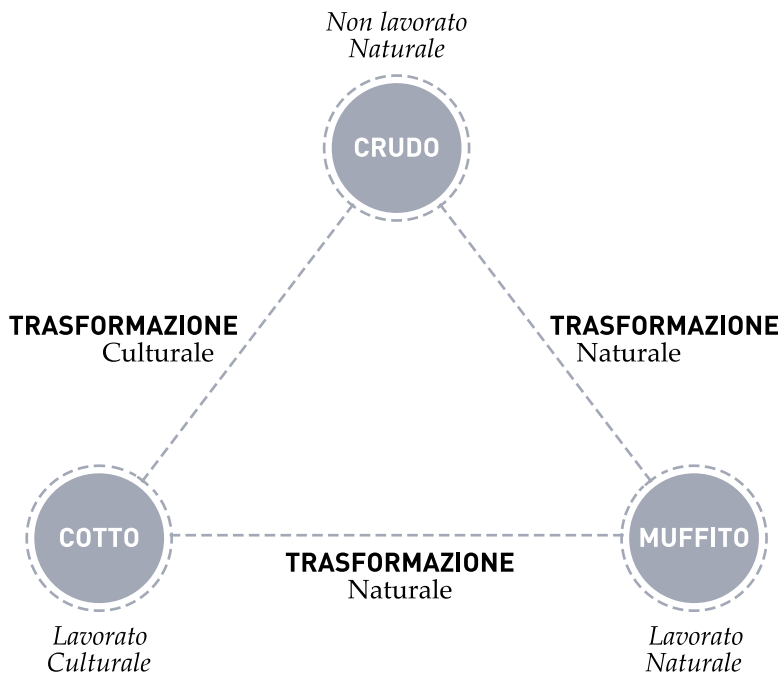 Non lavorato
Naturale
CRUDO
TRASFORMAZIONE
Culturale
TRASFORMAZIONE
Naturale
COTTO
MUFFITO
TRASFORMAZIONE
Naturale
Lavorato
Culturale
Lavorato
Naturale